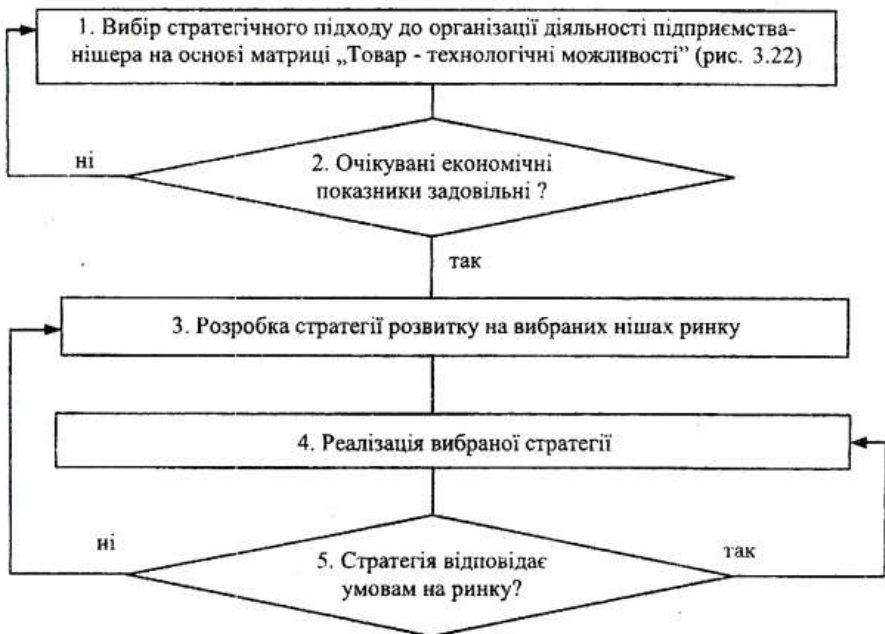 1. Вибір стратегічного підходу до організації діяльності підприємства-
нішера на основі матриці „Товар - технологічні можливості” (рис. 3.22)
ні
2. Очікувані економічні
показники задовільні ?
так
3. Розробка стратегії розвитку на вибраних нішах ринку
4. Реалізація вибраної стратегії
ні
5. Стратегія відповідає
умовам на ринку?
так